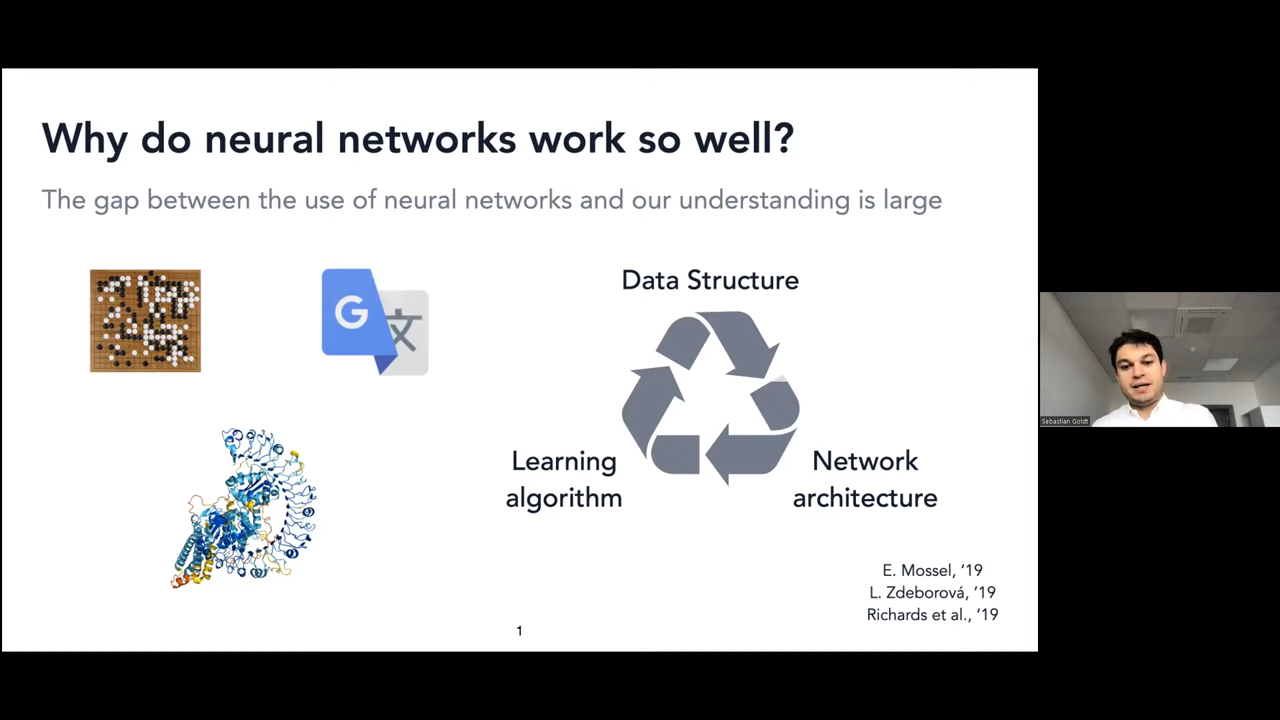 Why do neural networks work so well?
The gap between the use of neural networks and our understanding is large
G 文
Data Structure
Learning
algorithm
Network
architecture
E. Mossel, ‘19
L. Zdeborová, ‘19
Richards et al., ‘19
1
Sebastian Goldt